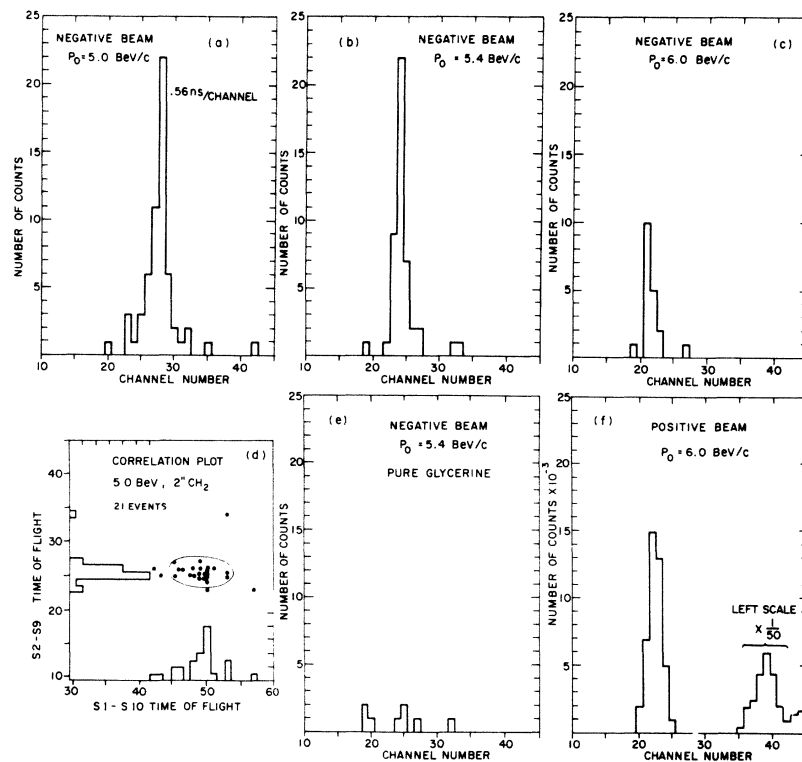 25
20
15
10
5
NUMBER OF COUNTS
NEGATIVE BEAM
P0 = 5.0 BeV/c
(a)
.56 ns/CHANNEL
10 20 30 40
CHANNEL NUMBER
25
20
15
10
5
NUMBER OF COUNTS
(b)
NEGATIVE BEAM
P0 = 5.4 BeV/c
10 20 30 40
CHANNEL NUMBER
25
20
15
10
5
NUMBER OF COUNTS
NEGATIVE BEAM
P0 = 6.0 BeV/c
(c)
10 20 30 40
CHANNEL NUMBER
40
30
20
10
S2-S9 TIME OF FLIGHT
CORRELATION PLOT
(d)
5.0 BeV, 2" CH2
21 EVENTS
30 40 50 60
S1-S10 TIME OF FLIGHT
25
20
15
10
5
NUMBER OF COUNTS
(e)
NEGATIVE BEAM
P0 = 5.4 BeV/c
PURE GLYCERINE
10 20 30 40
CHANNEL NUMBER
25
20
15
10
5
NUMBER OF COUNTS X10-3
(f)
POSITIVE BEAM
P0 = 6.0 BeV/c
LEFT SCALE
X 1/50
10 20 30 40
CHANNEL NUMBER